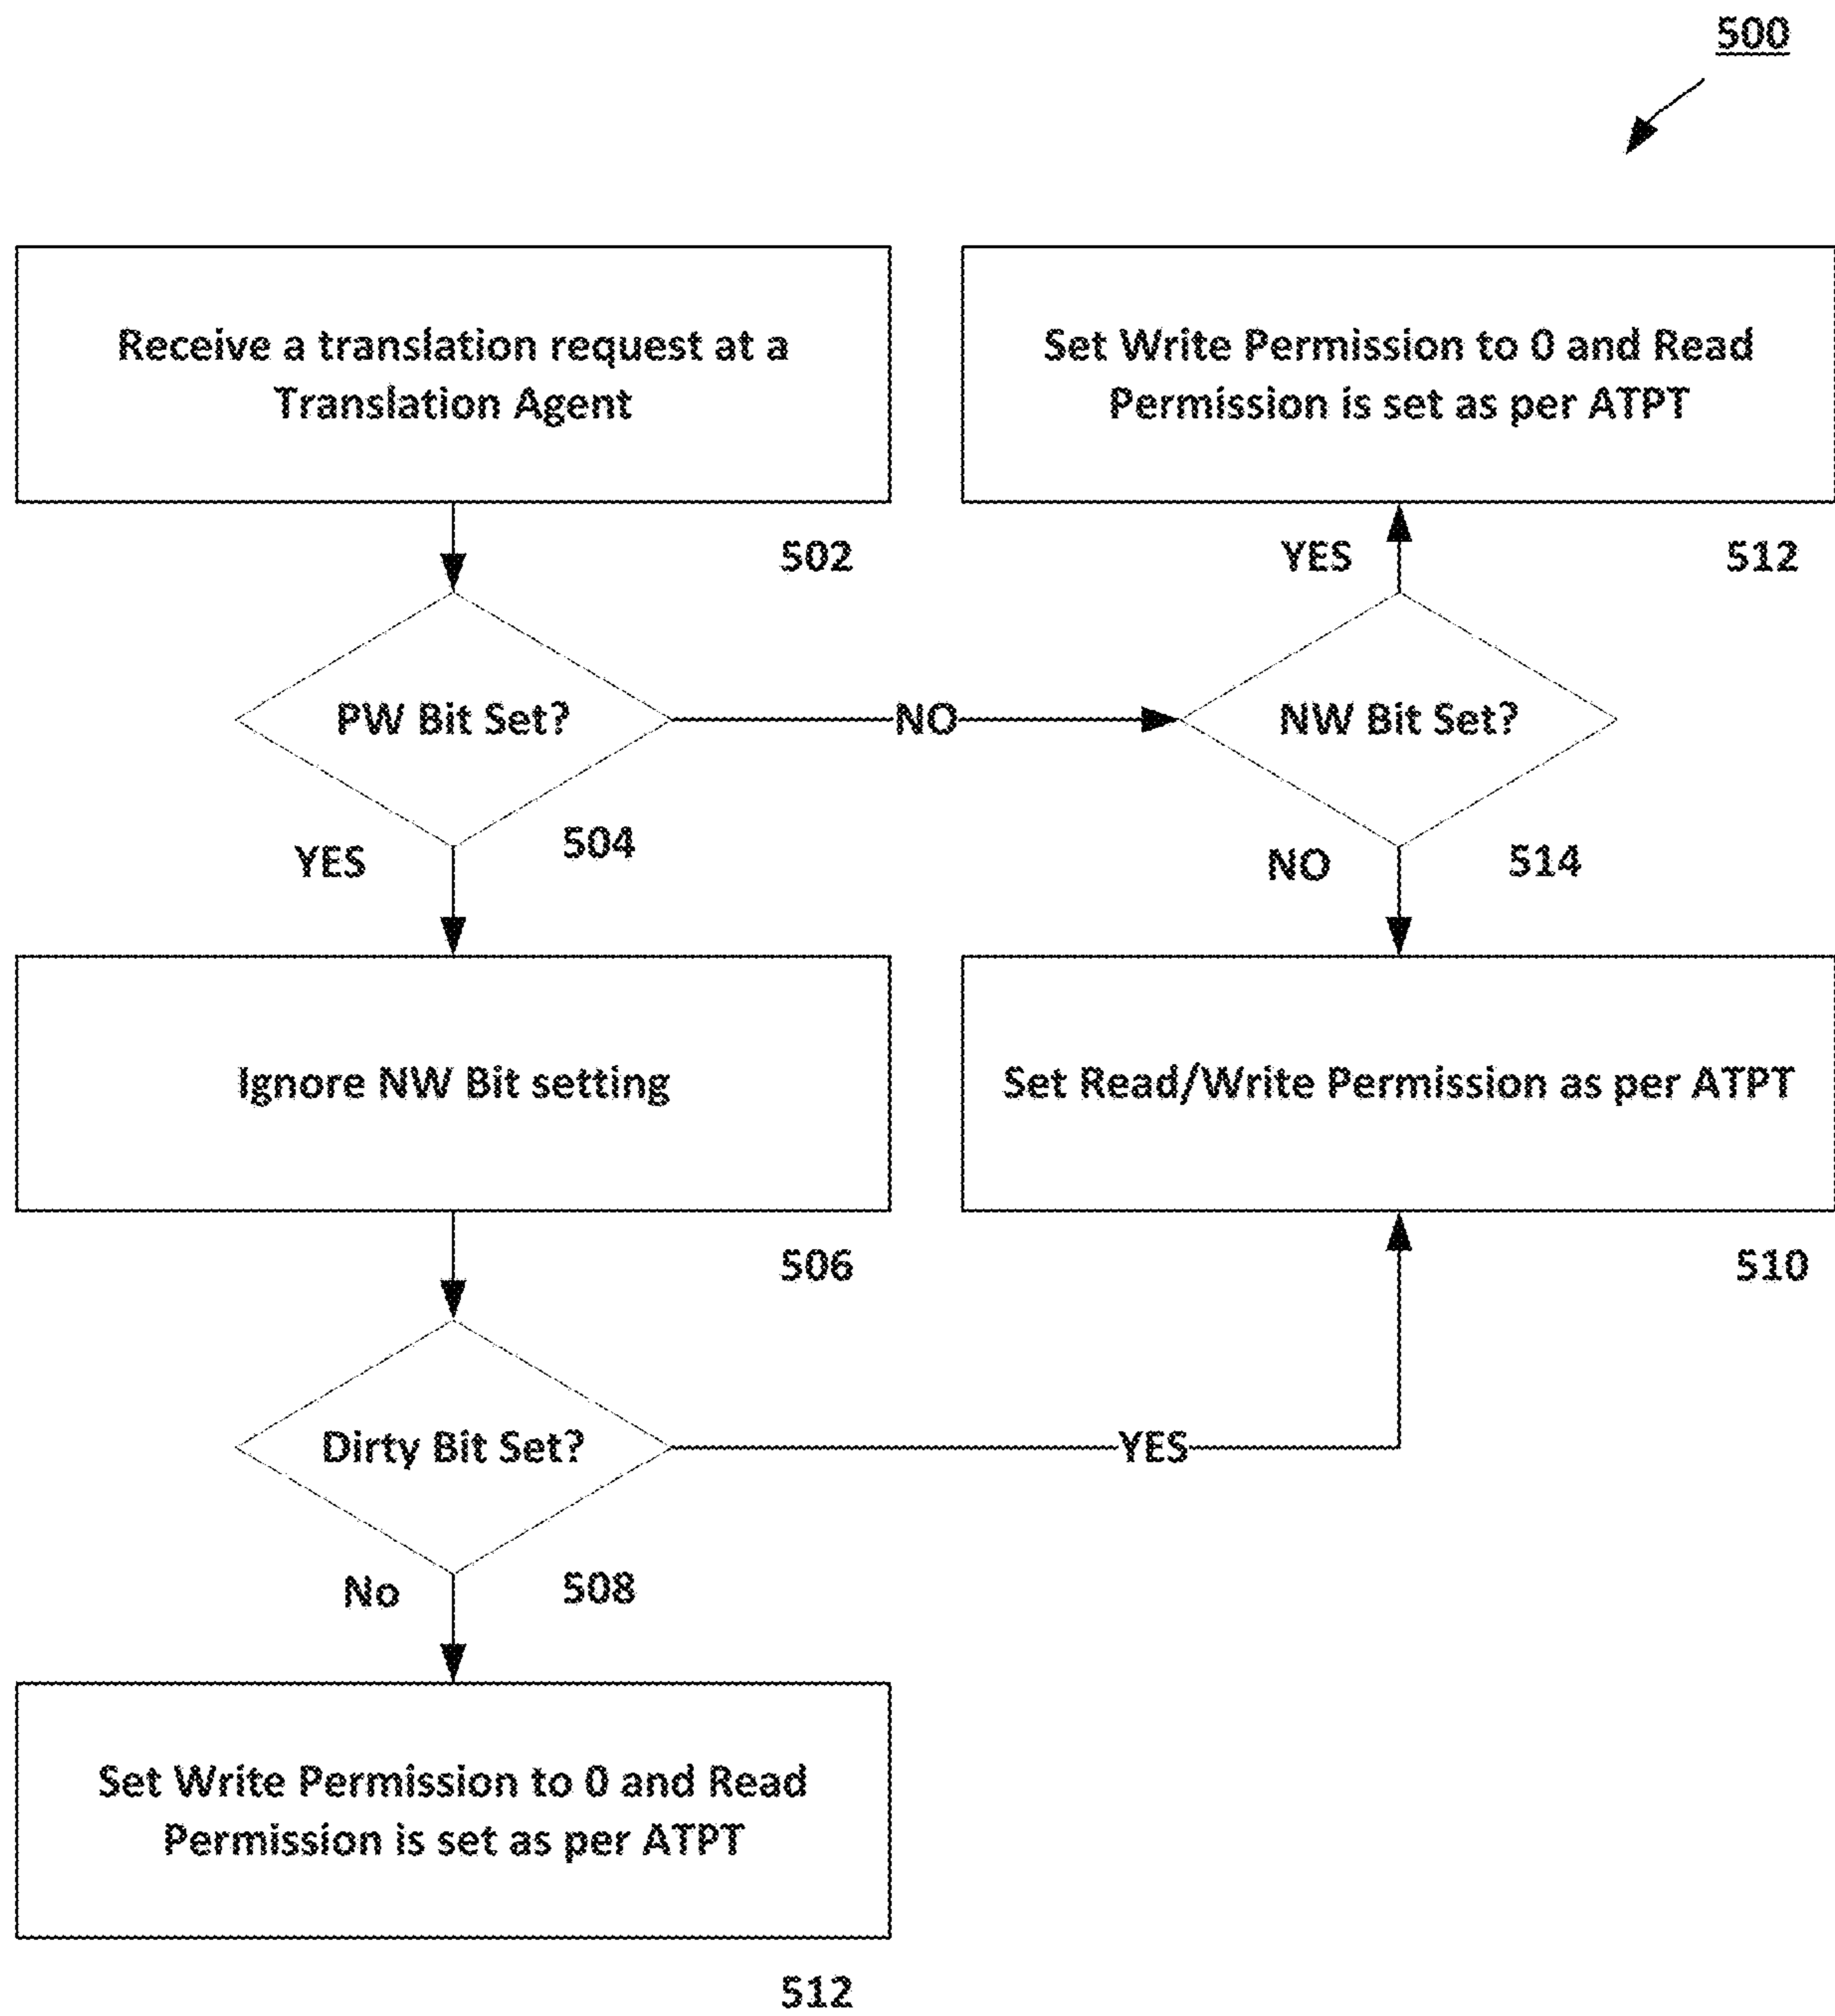 500
Receive a translation request at a
Translation Agent
502
Set Write Permission to 0 and Read
Permission is set as per ATPT
512
PW Bit Set?
504
NO
NW Bit Set?
514
YES
YES
NO
Ignore NW Bit setting
506
Set Read/Write Permission as per ATPT
510
Dirty Bit Set?
508
YES
No
Set Write Permission to 0 and Read
Permission is set as per ATPT
512